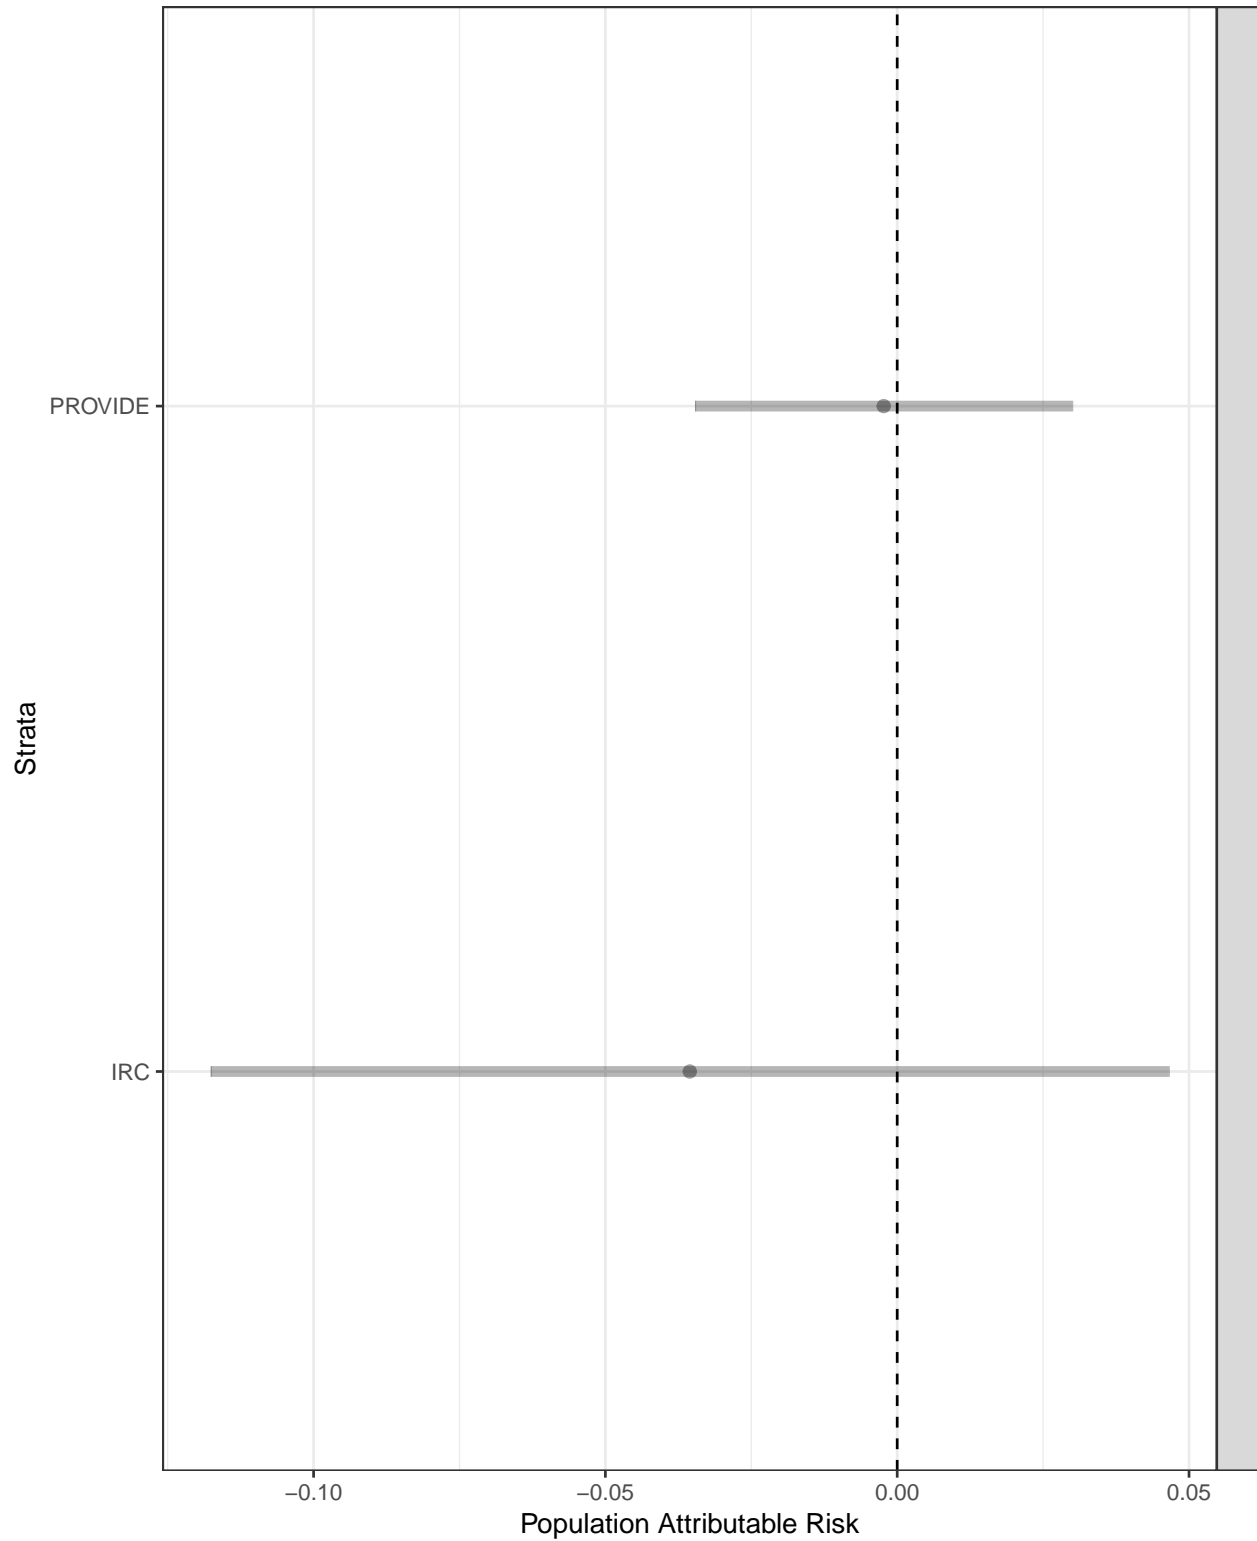 Strata
PROVIDE
IRC
−0.10
−0.05
0.00
0.05
Population Attributable Risk